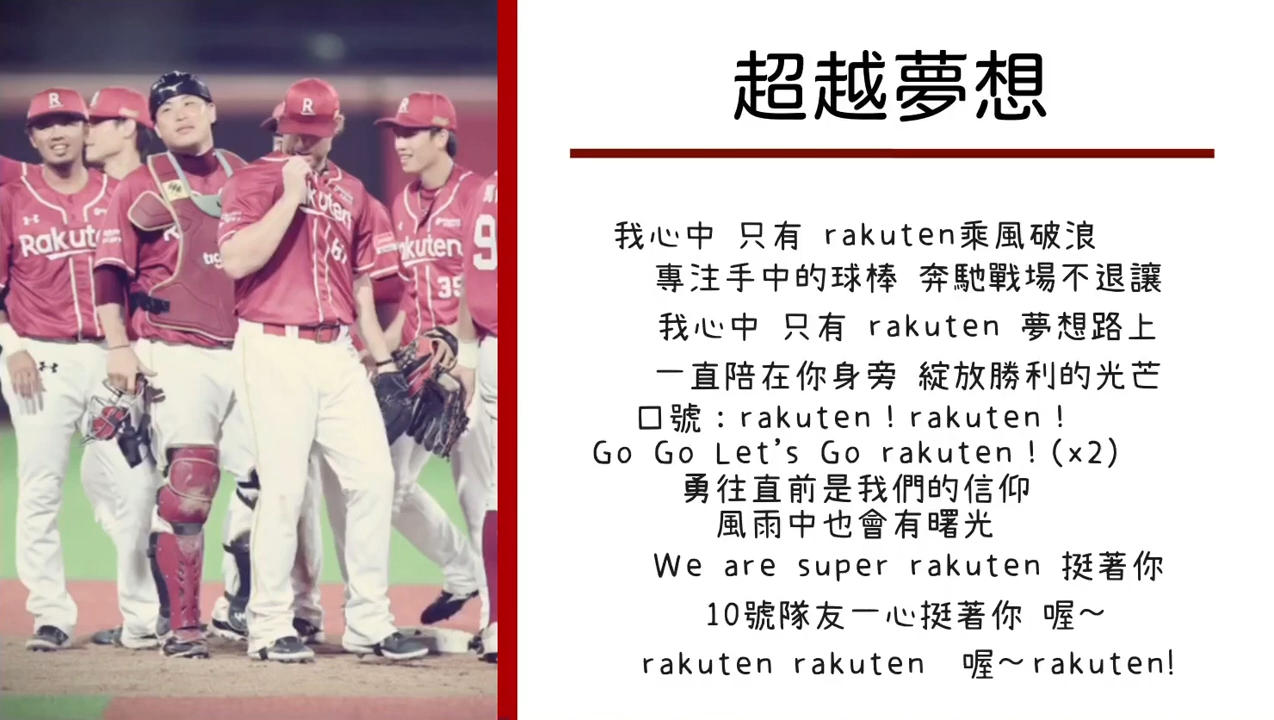 超越夢想
我心中 只有 rakuten乘風破浪
專注手中的球棒 奔馳戰場不退讓
我心中 只有 rakuten 夢想路上
一直陪在你身旁 綻放勝利的光芒
口號：rakuten！rakuten！
Go Go Let's Go rakuten！(x2)
勇往直前是我們的信仰
風雨中也會有曙光
We are super rakuten 挺著你
10號隊友一心挺著你 喔～
rakuten rakuten 喔～rakuten!
R
R
Rakuten
Rakuten
35
9